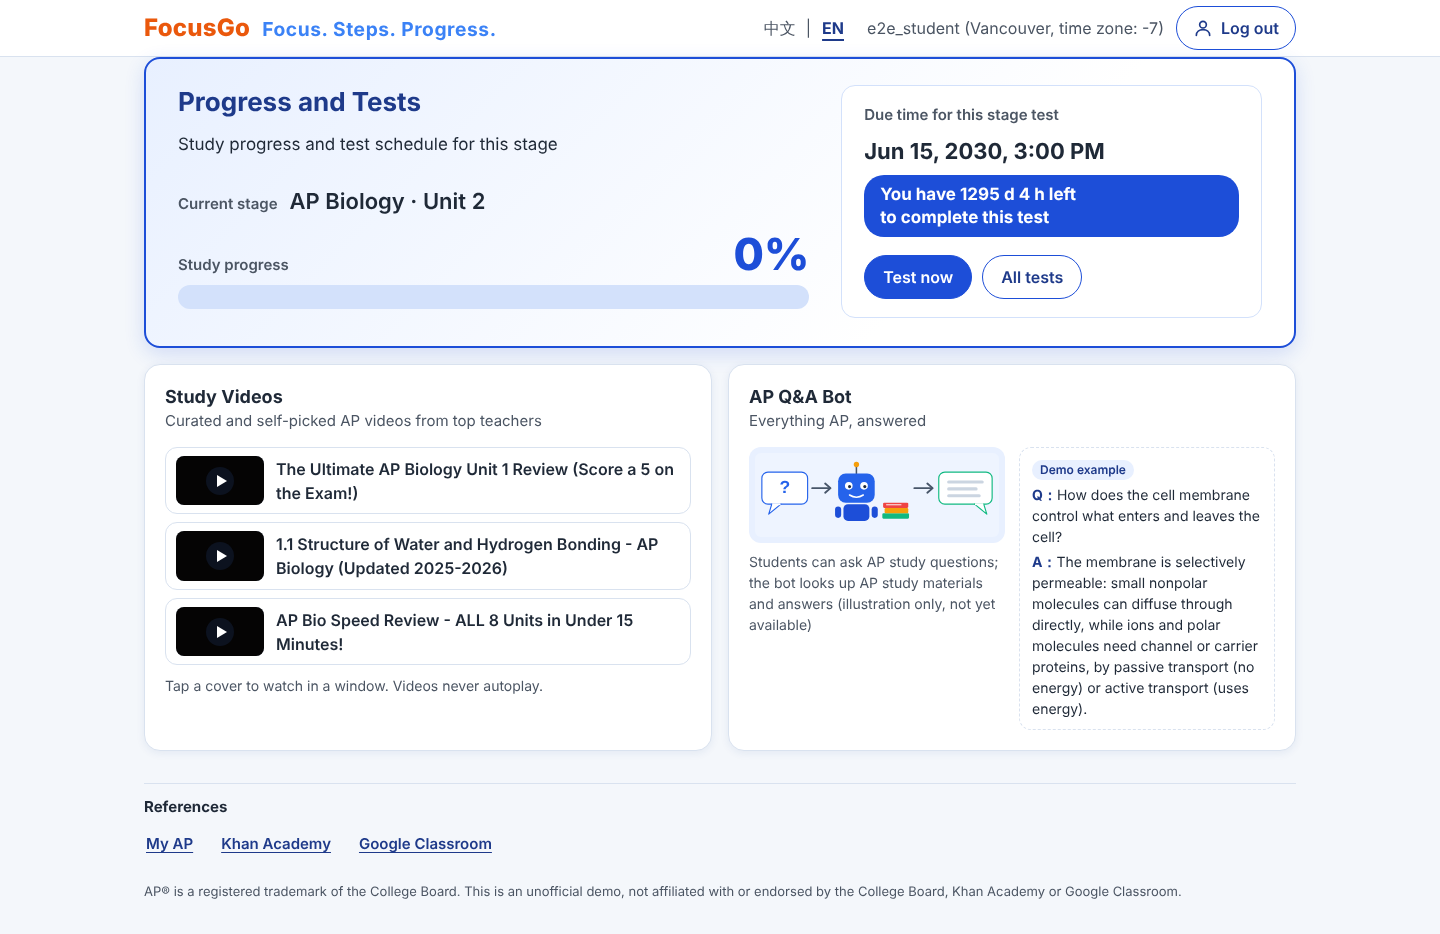 FocusGo Focus. Steps. Progress.
中文 | EN e2e_student (Vancouver, time zone: -7) Log out
Progress and Tests
Study progress and test schedule for this stage
Current stage AP Biology · Unit 2
Study progress 0%
Due time for this stage test
Jun 15, 2030, 3:00 PM
You have 1295 d 4 h left
to complete this test
Test now All tests
Study Videos
Curated and self-picked AP videos from top teachers
The Ultimate AP Biology Unit 1 Review (Score a 5 on
the Exam!)
1.1 Structure of Water and Hydrogen Bonding - AP
Biology (Updated 2025-2026)
AP Bio Speed Review - ALL 8 Units in Under 15
Minutes!
Tap a cover to watch in a window. Videos never autoplay.
AP Q&A Bot
Everything AP, answered
?
Students can ask AP study questions;
the bot looks up AP study materials
and answers (illustration only, not yet
available)
Demo example
Q : How does the cell membrane
control what enters and leaves the
cell?
A : The membrane is selectively
permeable: small nonpolar
molecules can diffuse through
directly, while ions and polar
molecules need channel or carrier
proteins, by passive transport (no
energy) or active transport (uses
energy).
References
My AP Khan Academy Google Classroom
AP® is a registered trademark of the College Board. This is an unofficial demo, not affiliated with or endorsed by the College Board, Khan Academy or Google Classroom.